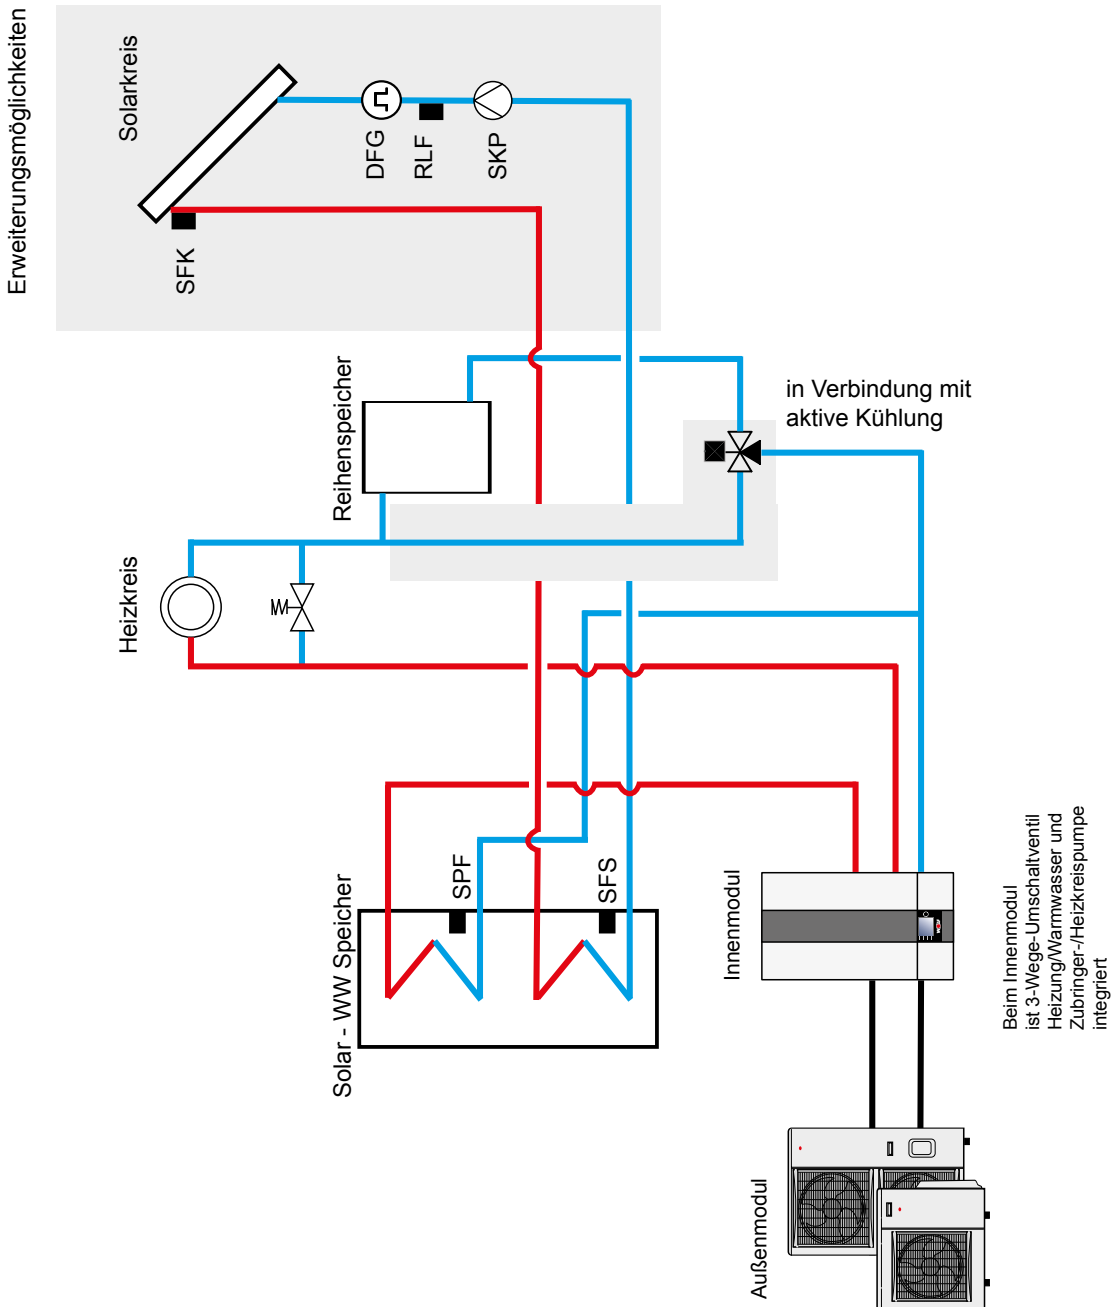 Erweiterungsmöglichkeiten
Solarkreis
DFG
RLF
SKP
SFK
Reihenspeicher
in Verbindung mit
aktive Kühlung
Heizkreis
SPF
SFS
Solar - WW Speicher
Innenmodul
Beim Innenmodul
ist 3-Wege-Umschaltventil
Heizung/Warmwasser und
Zubringer-/Heizkreispumpe
integriert
Außenmodul